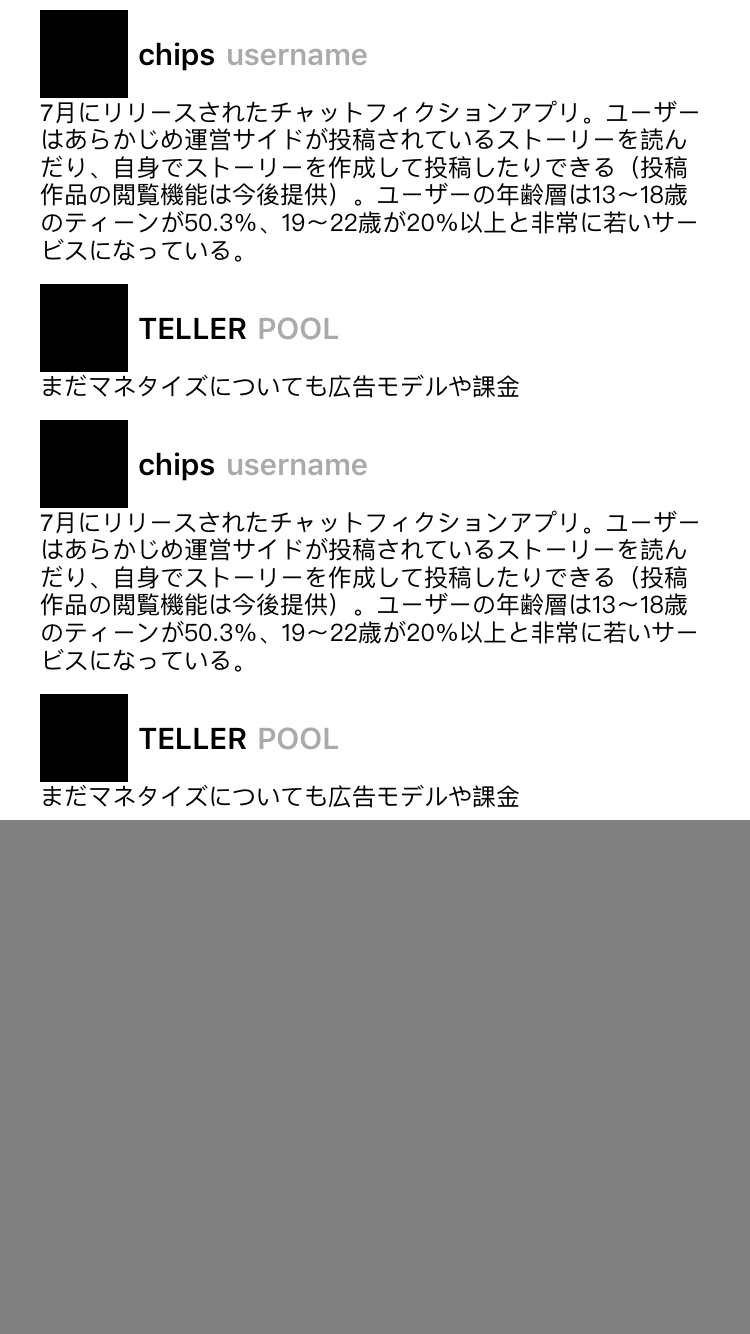 chips username
7月にリリースされたチャットフィクションアプリ。ユーザー
はあらかじめ運営サイドが投稿されているストーリーを読ん
だり、自身でストーリーを作成して投稿したりできる（投稿
作品の閲覧機能は今後提供）。ユーザーの年齢層は13〜18歳
のティーンが50.3%、19〜22歳が20%以上と非常に若いサー
ビスになっている。
TELLER POOL
まだマネタイズについても広告モデルや課金
chips username
7月にリリースされたチャットフィクションアプリ。ユーザー
はあらかじめ運営サイドが投稿されているストーリーを読ん
だり、自身でストーリーを作成して投稿したりできる（投稿
作品の閲覧機能は今後提供）。ユーザーの年齢層は13〜18歳
のティーンが50.3%、19〜22歳が20%以上と非常に若いサー
ビスになっている。
TELLER POOL
まだマネタイズについても広告モデルや課金